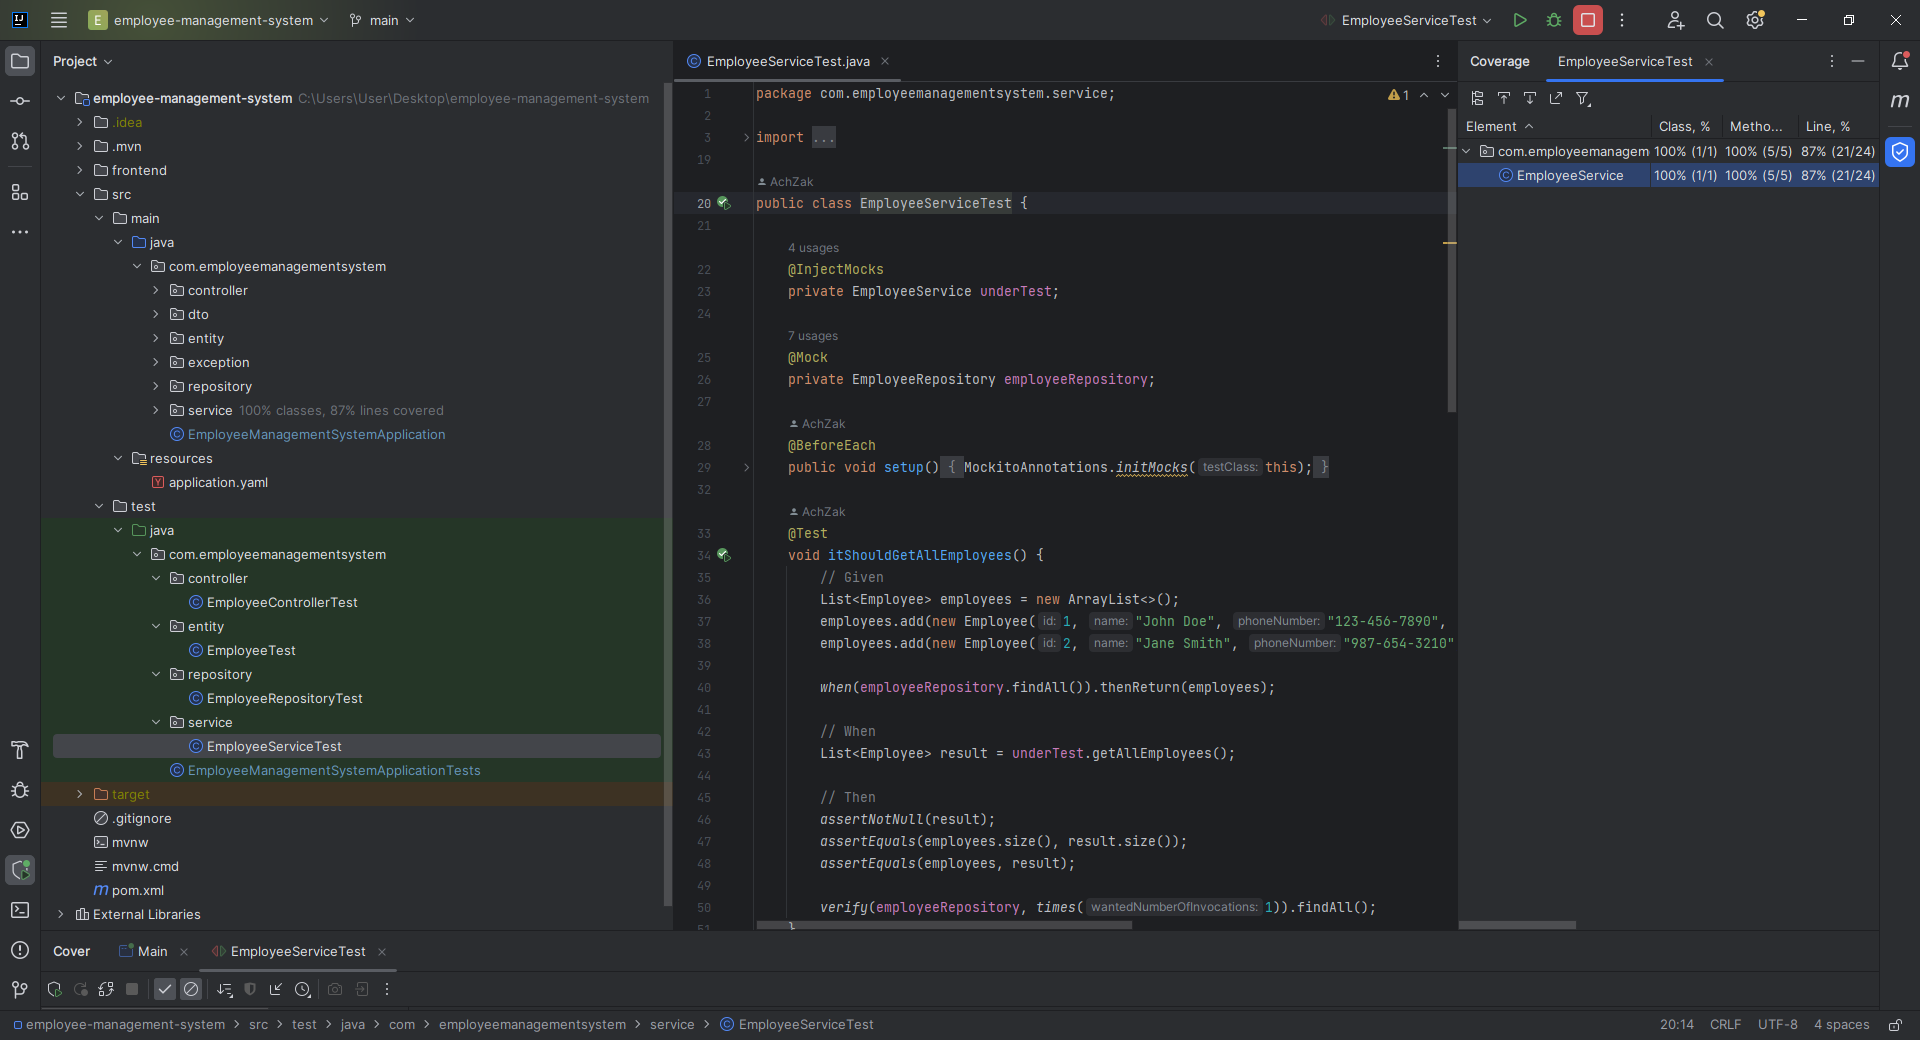 E employee-management-system main
EmployeeServiceTest
Project
employee-management-system C:\Users\User\Desktop\employee-management-system
.idea
.mvn
frontend
src
main
java
com.employeemanagementsystem
controller
dto
entity
exception
repository
service 100% classes, 87% lines covered
EmployeeManagementSystemApplication
resources
application.yaml
test
java
com.employeemanagementsystem
controller
EmployeeControllerTest
entity
EmployeeTest
repository
EmployeeRepositoryTest
service
EmployeeServiceTest
EmployeeManagementSystemApplicationTests
target
.gitignore
mvnw
mvnw.cmd
pom.xml
External Libraries
EmployeeServiceTest.java
1 package com.employeemanagementsystem.service;
1
2
3 import ...
19
AchZak
20 public class EmployeeServiceTest {
21
4 usages
22 @InjectMocks
23 private EmployeeService underTest;
24
7 usages
25 @Mock
26 private EmployeeRepository employeeRepository;
27
AchZak
28 @BeforeEach
29 public void setup() { MockitoAnnotations.initMocks( testClass: this); }
32
AchZak
33 @Test
34 void itShouldGetAllEmployees() {
35 // Given
36 List<Employee> employees = new ArrayList<>();
37 employees.add(new Employee( id: 1, name: "John Doe", phoneNumber: "123-456-7890",
38 employees.add(new Employee( id: 2, name: "Jane Smith", phoneNumber: "987-654-3210"
39
40 when(employeeRepository.findAll()).thenReturn(employees);
41
42 // When
43 List<Employee> result = underTest.getAllEmployees();
44
45 // Then
46 assertNotNull(result);
47 assertEquals(employees.size(), result.size());
48 assertEquals(employees, result);
49
50 verify(employeeRepository, times( wantedNumberOfInvocations: 1)).findAll();
51 }
Coverage EmployeeServiceTest
Element Class, % Metho... Line, %
com.employeemanagem 100% (1/1) 100% (5/5) 87% (21/24)
EmployeeService 100% (1/1) 100% (5/5) 87% (21/24)
Cover Main EmployeeServiceTest
employee-management-system > src > test > java > com > employeemanagementsystem > service > EmployeeServiceTest
20:14 CRLF UTF-8 4 spaces